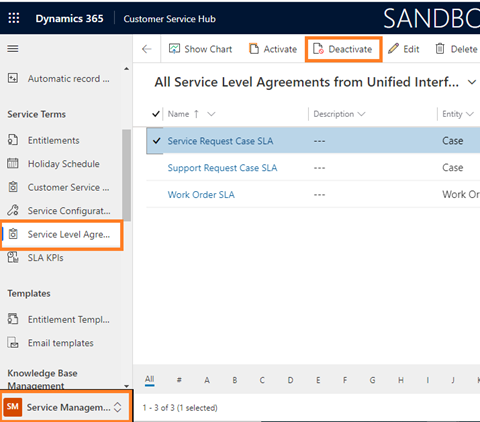 Dynamics 365
Customer Service Hub
SANDBO
Show Chart
Activate
Deactivate
Edit
Delete
Automatic record ...
All Service Level Agreements from Unified Interf...
Service Terms
Name ↑
Description
Entity
Entitlements
Service Request Case SLA
---
Case
Holiday Schedule
Support Request Case SLA
---
Case
Customer Service ...
Work Order SLA
---
Work Or
Service Configurat...
Service Level Agre...
SLA KPIs
Templates
Entitlement Templ...
Email templates
Knowledge Base
Management
All # A B C D E F G H I J K
SM Service Managem...
1 - 3 of 3 (1 selected)